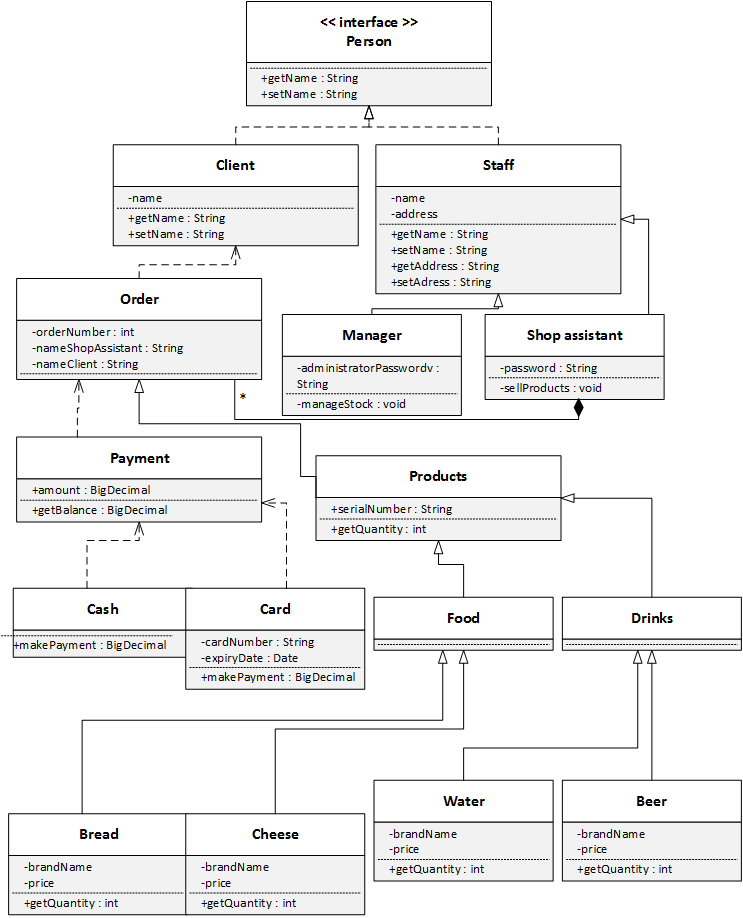 << interface >>
Person
+getName : String
+setName : String
Client
-name
+getName : String
+setName : String
Staff
-name
-address
+getName : String
+setName : String
+getAddress : String
+setAdress : String
Order
-orderNumber : int
-nameShopAssistant : String
-nameClient : String
Manager
-administratorPasswordv :
String
-manageStock : void
Shop assistant
-password : String
-sellProducts : void
*
Payment
+amount : BigDecimal
+getBalance : BigDecimal
Products
+serialNumber : String
+getQuantity : int
Cash
+makePayment : BigDecimal
Card
-cardNumber : String
-expiryDate : Date
+makePayment : BigDecimal
Food
Drinks
Bread
-brandName
-price
+getQuantity : int
Cheese
-brandName
-price
+getQuantity : int
Water
-brandName
-price
+getQuantity : int
Beer
-brandName
-price
+getQuantity : int